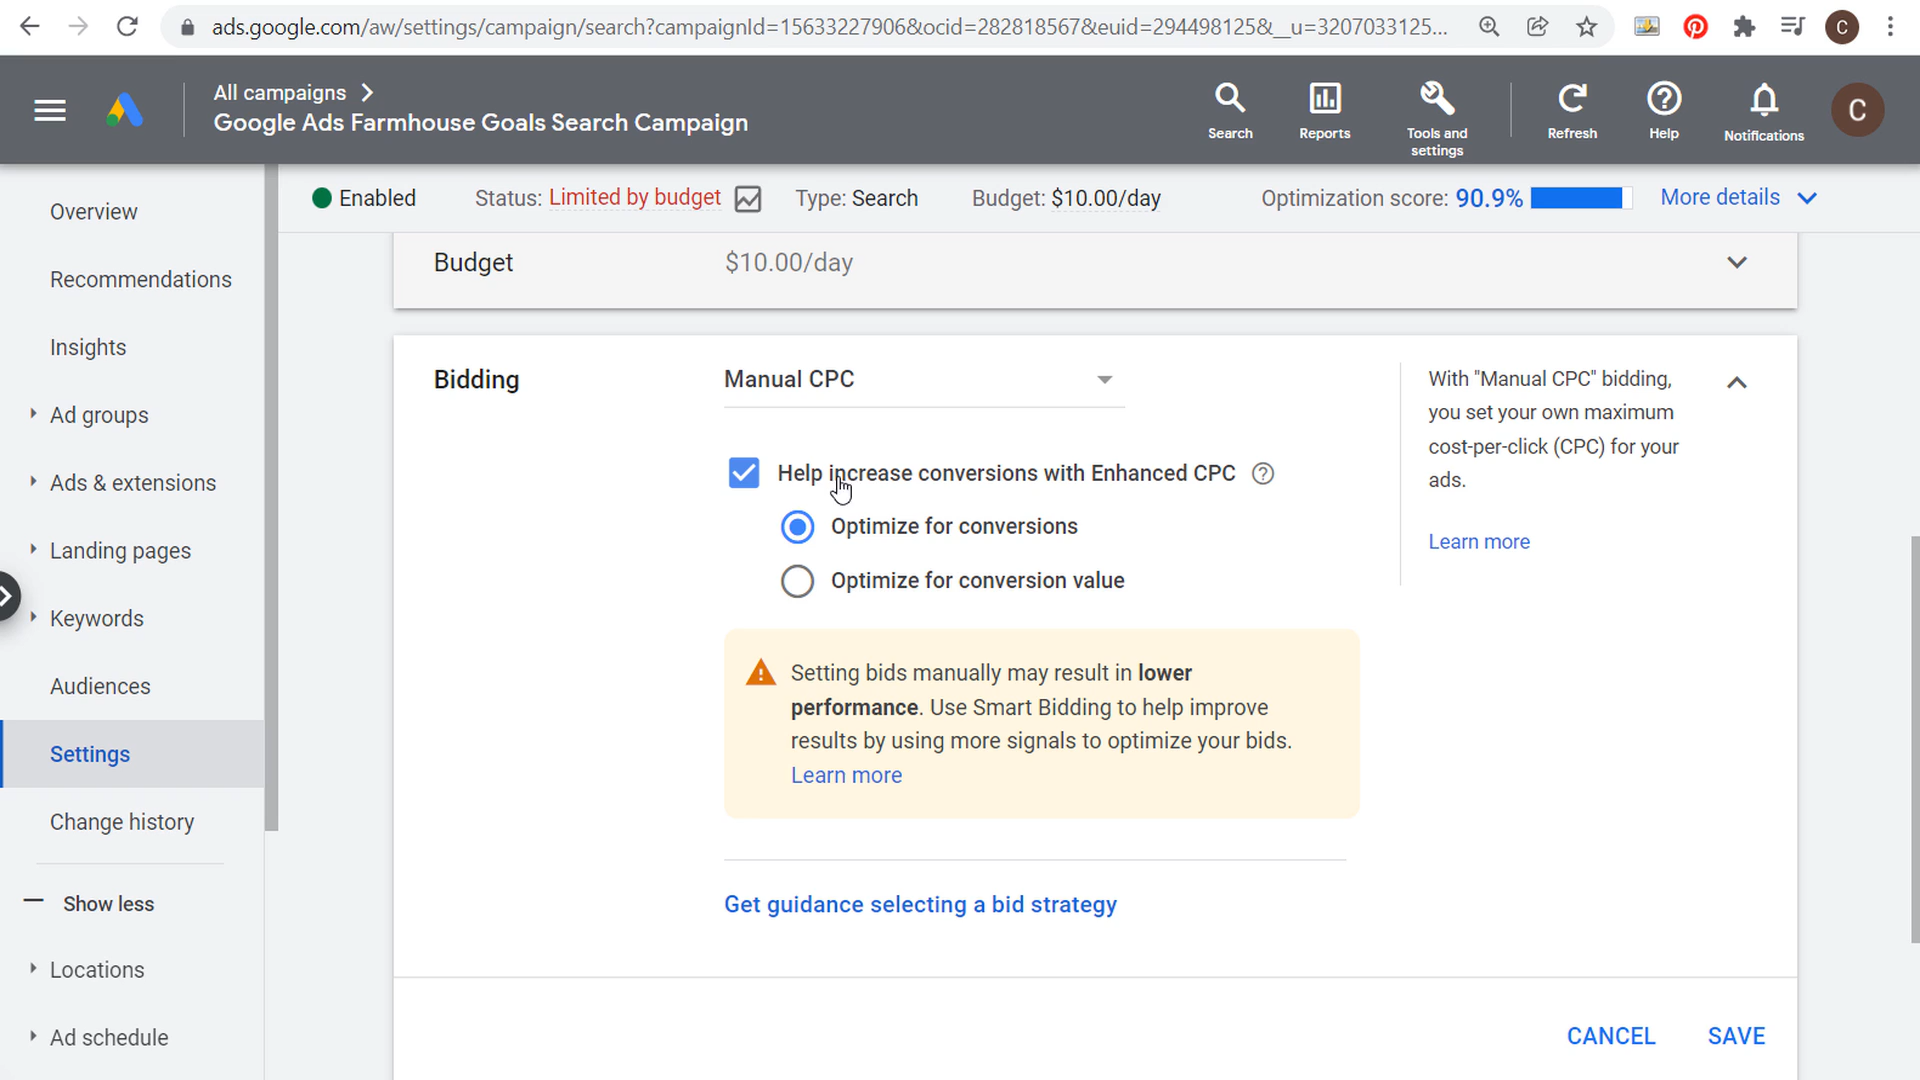 ads.google.com/aw/settings/campaign/search?campaignId=15633227906&ocid=282818567&euid=294498125&__u=3207033125...
C
All campaigns
Google Ads Farmhouse Goals Search Campaign
Search
Reports
Tools and
settings
Refresh
Help
Notifications
C
Overview
Recommendations
Insights
Ad groups
Ads & extensions
Landing pages
Keywords
Audiences
Settings
Change history
Show less
Locations
Ad schedule
Enabled
Status: Limited by budget
Type: Search
Budget: $10.00/day
Optimization score: 90.9%
More details
Budget
$10.00/day
Bidding
Manual CPC
Help increase conversions with Enhanced CPC
Optimize for conversions
Optimize for conversion value
Setting bids manually may result in lower
performance. Use Smart Bidding to help improve
results by using more signals to optimize your bids.
Learn more
Get guidance selecting a bid strategy
With "Manual CPC" bidding,
you set your own maximum
cost-per-click (CPC) for your
ads.
Learn more
CANCEL
SAVE